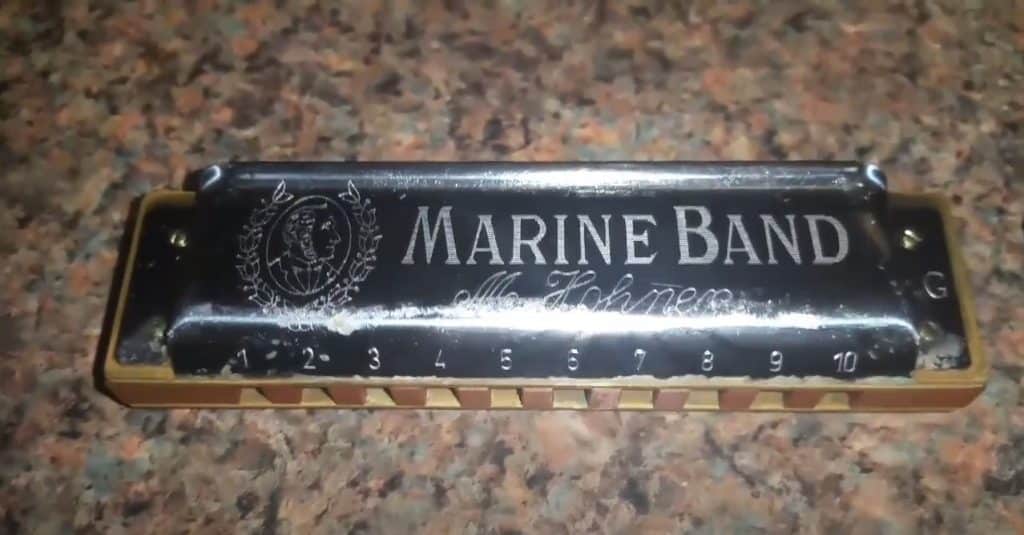 MARINE BAND
M. Hohner
G
1 2 3 4 5 6 7 8 9 10